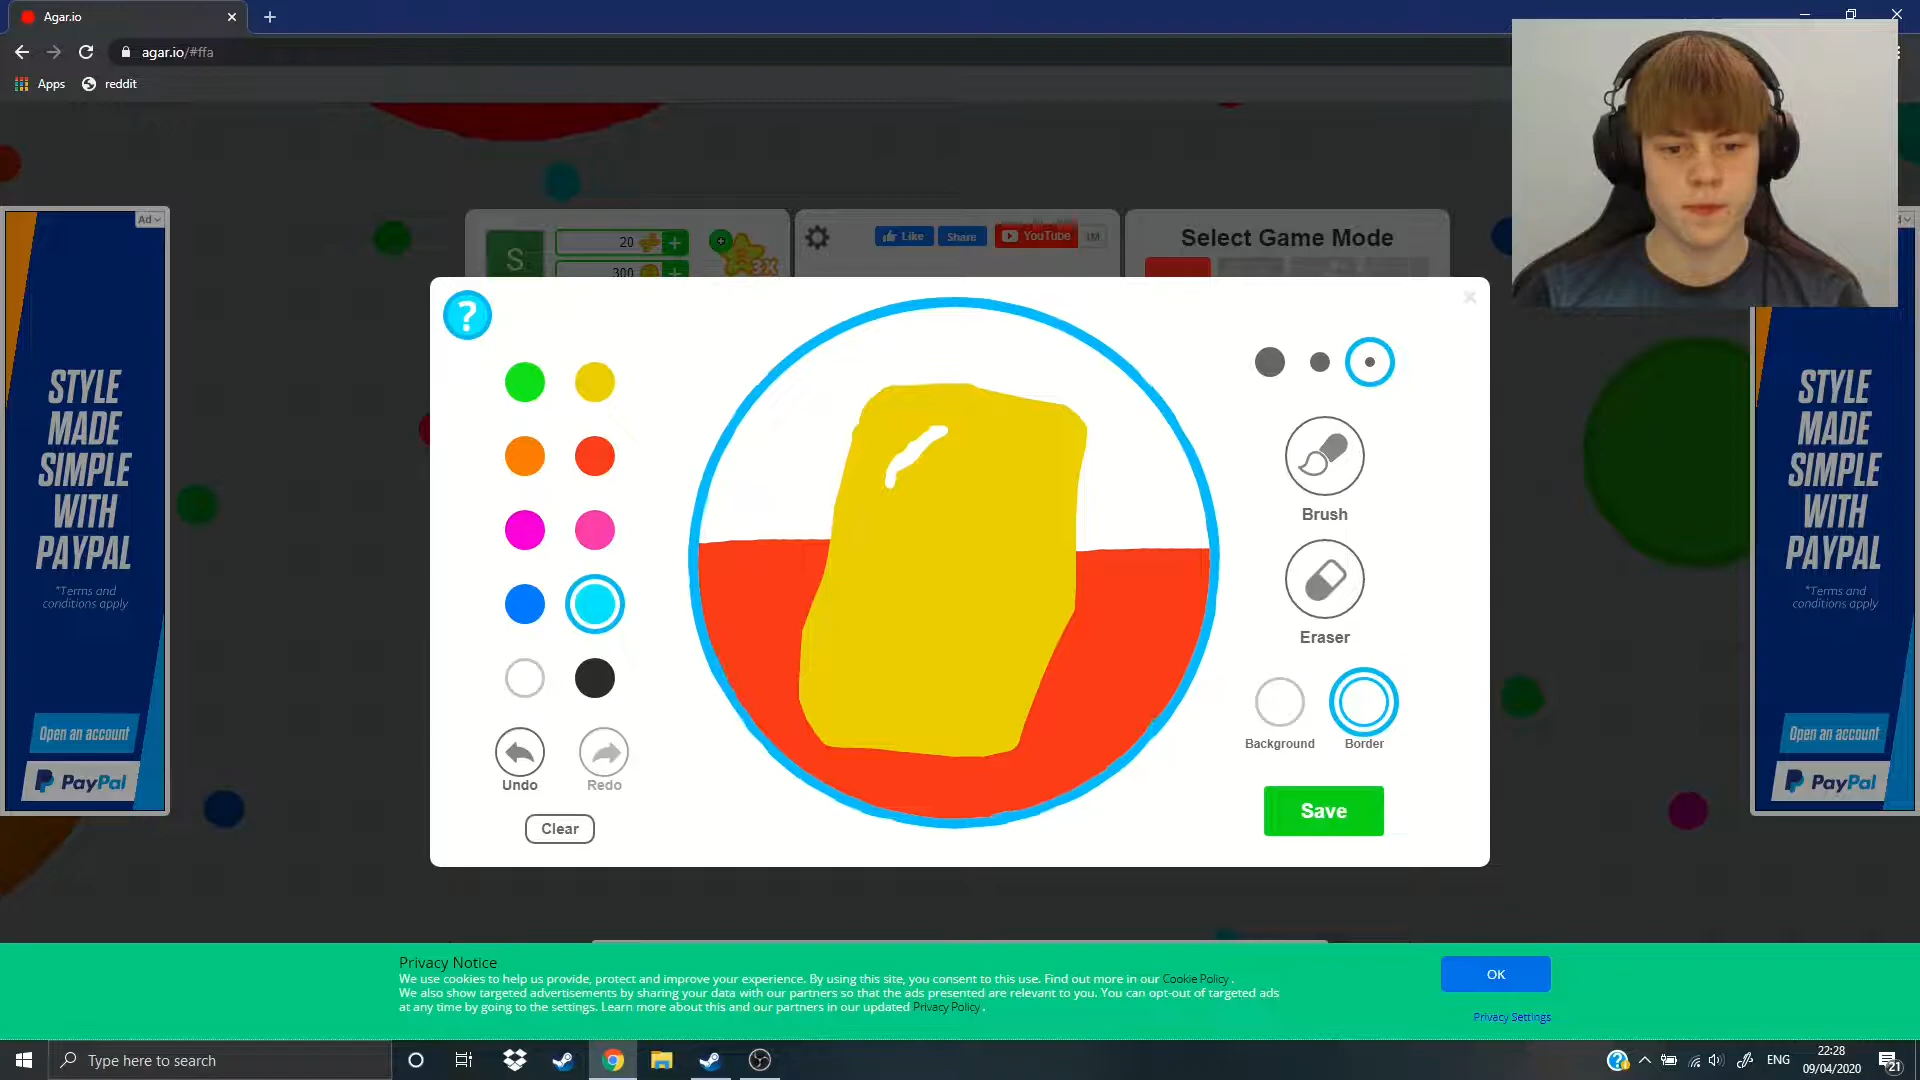 Agar.io
agar.io/#ffa
Apps
reddit
Ad
STYLE
MADE
SIMPLE
WITH
PAYPAL
*Terms and
conditions apply
Open an account
PayPal
S
20
300
3X
Like
Share
YouTube
1M
Select Game Mode
?
Undo
Redo
Clear
Brush
Eraser
Background
Border
Save
STYLE
MADE
SIMPLE
WITH
PAYPAL
*Terms and
conditions apply
Open an account
PayPal
Privacy Notice
We use cookies to help us provide, protect and improve your experience. By using this site, you consent to this use. Find out more in our Cookie Policy.
We also show targeted advertisements by sharing your data with our partners so that the ads presented are relevant to you. You can opt-out of targeted ads
at any time by going to the settings. Learn more about this and our partners in our updated Privacy Policy.
OK
Privacy Settings
Type here to search
ENG
22:28
09/04/2020
21